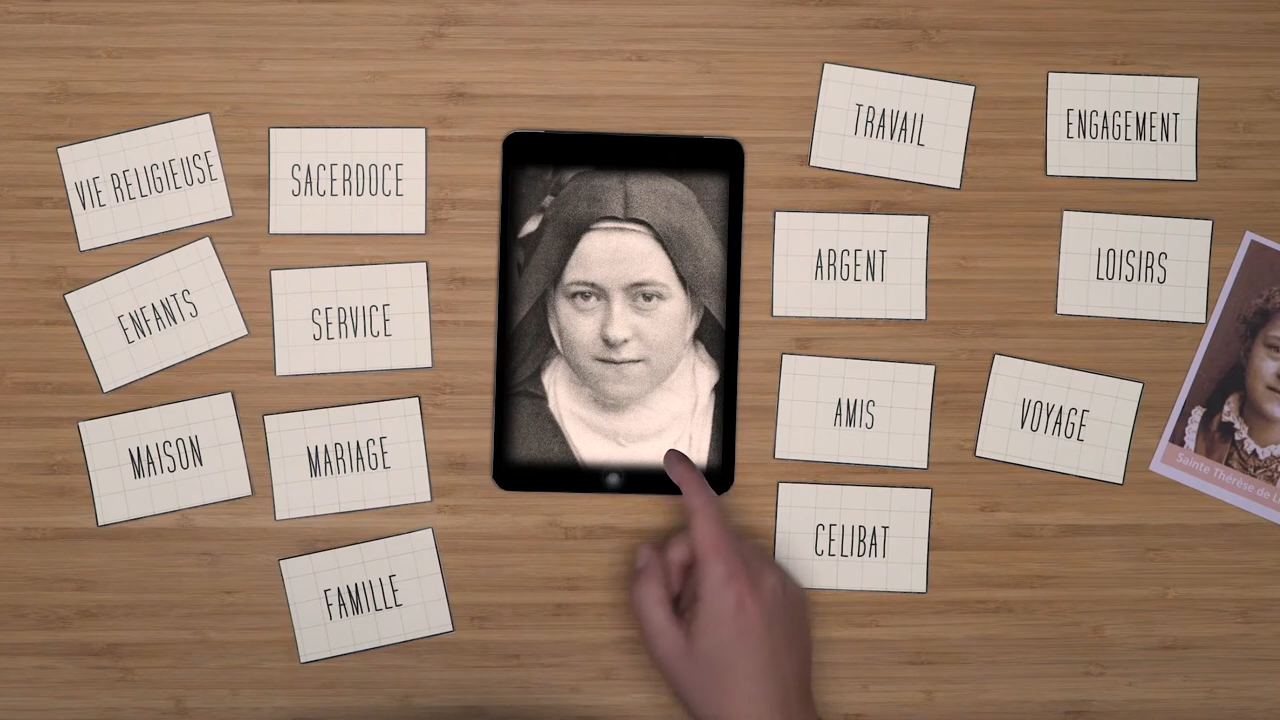 VIE RELIGIEUSE
SACERDOCE
ENFANTS
SERVICE
MAISON
MARIAGE
FAMILLE
TRAVAIL
ENGAGEMENT
ARGENT
LOISIRS
AMIS
VOYAGE
CELIBAT
Sainte Thérèse de